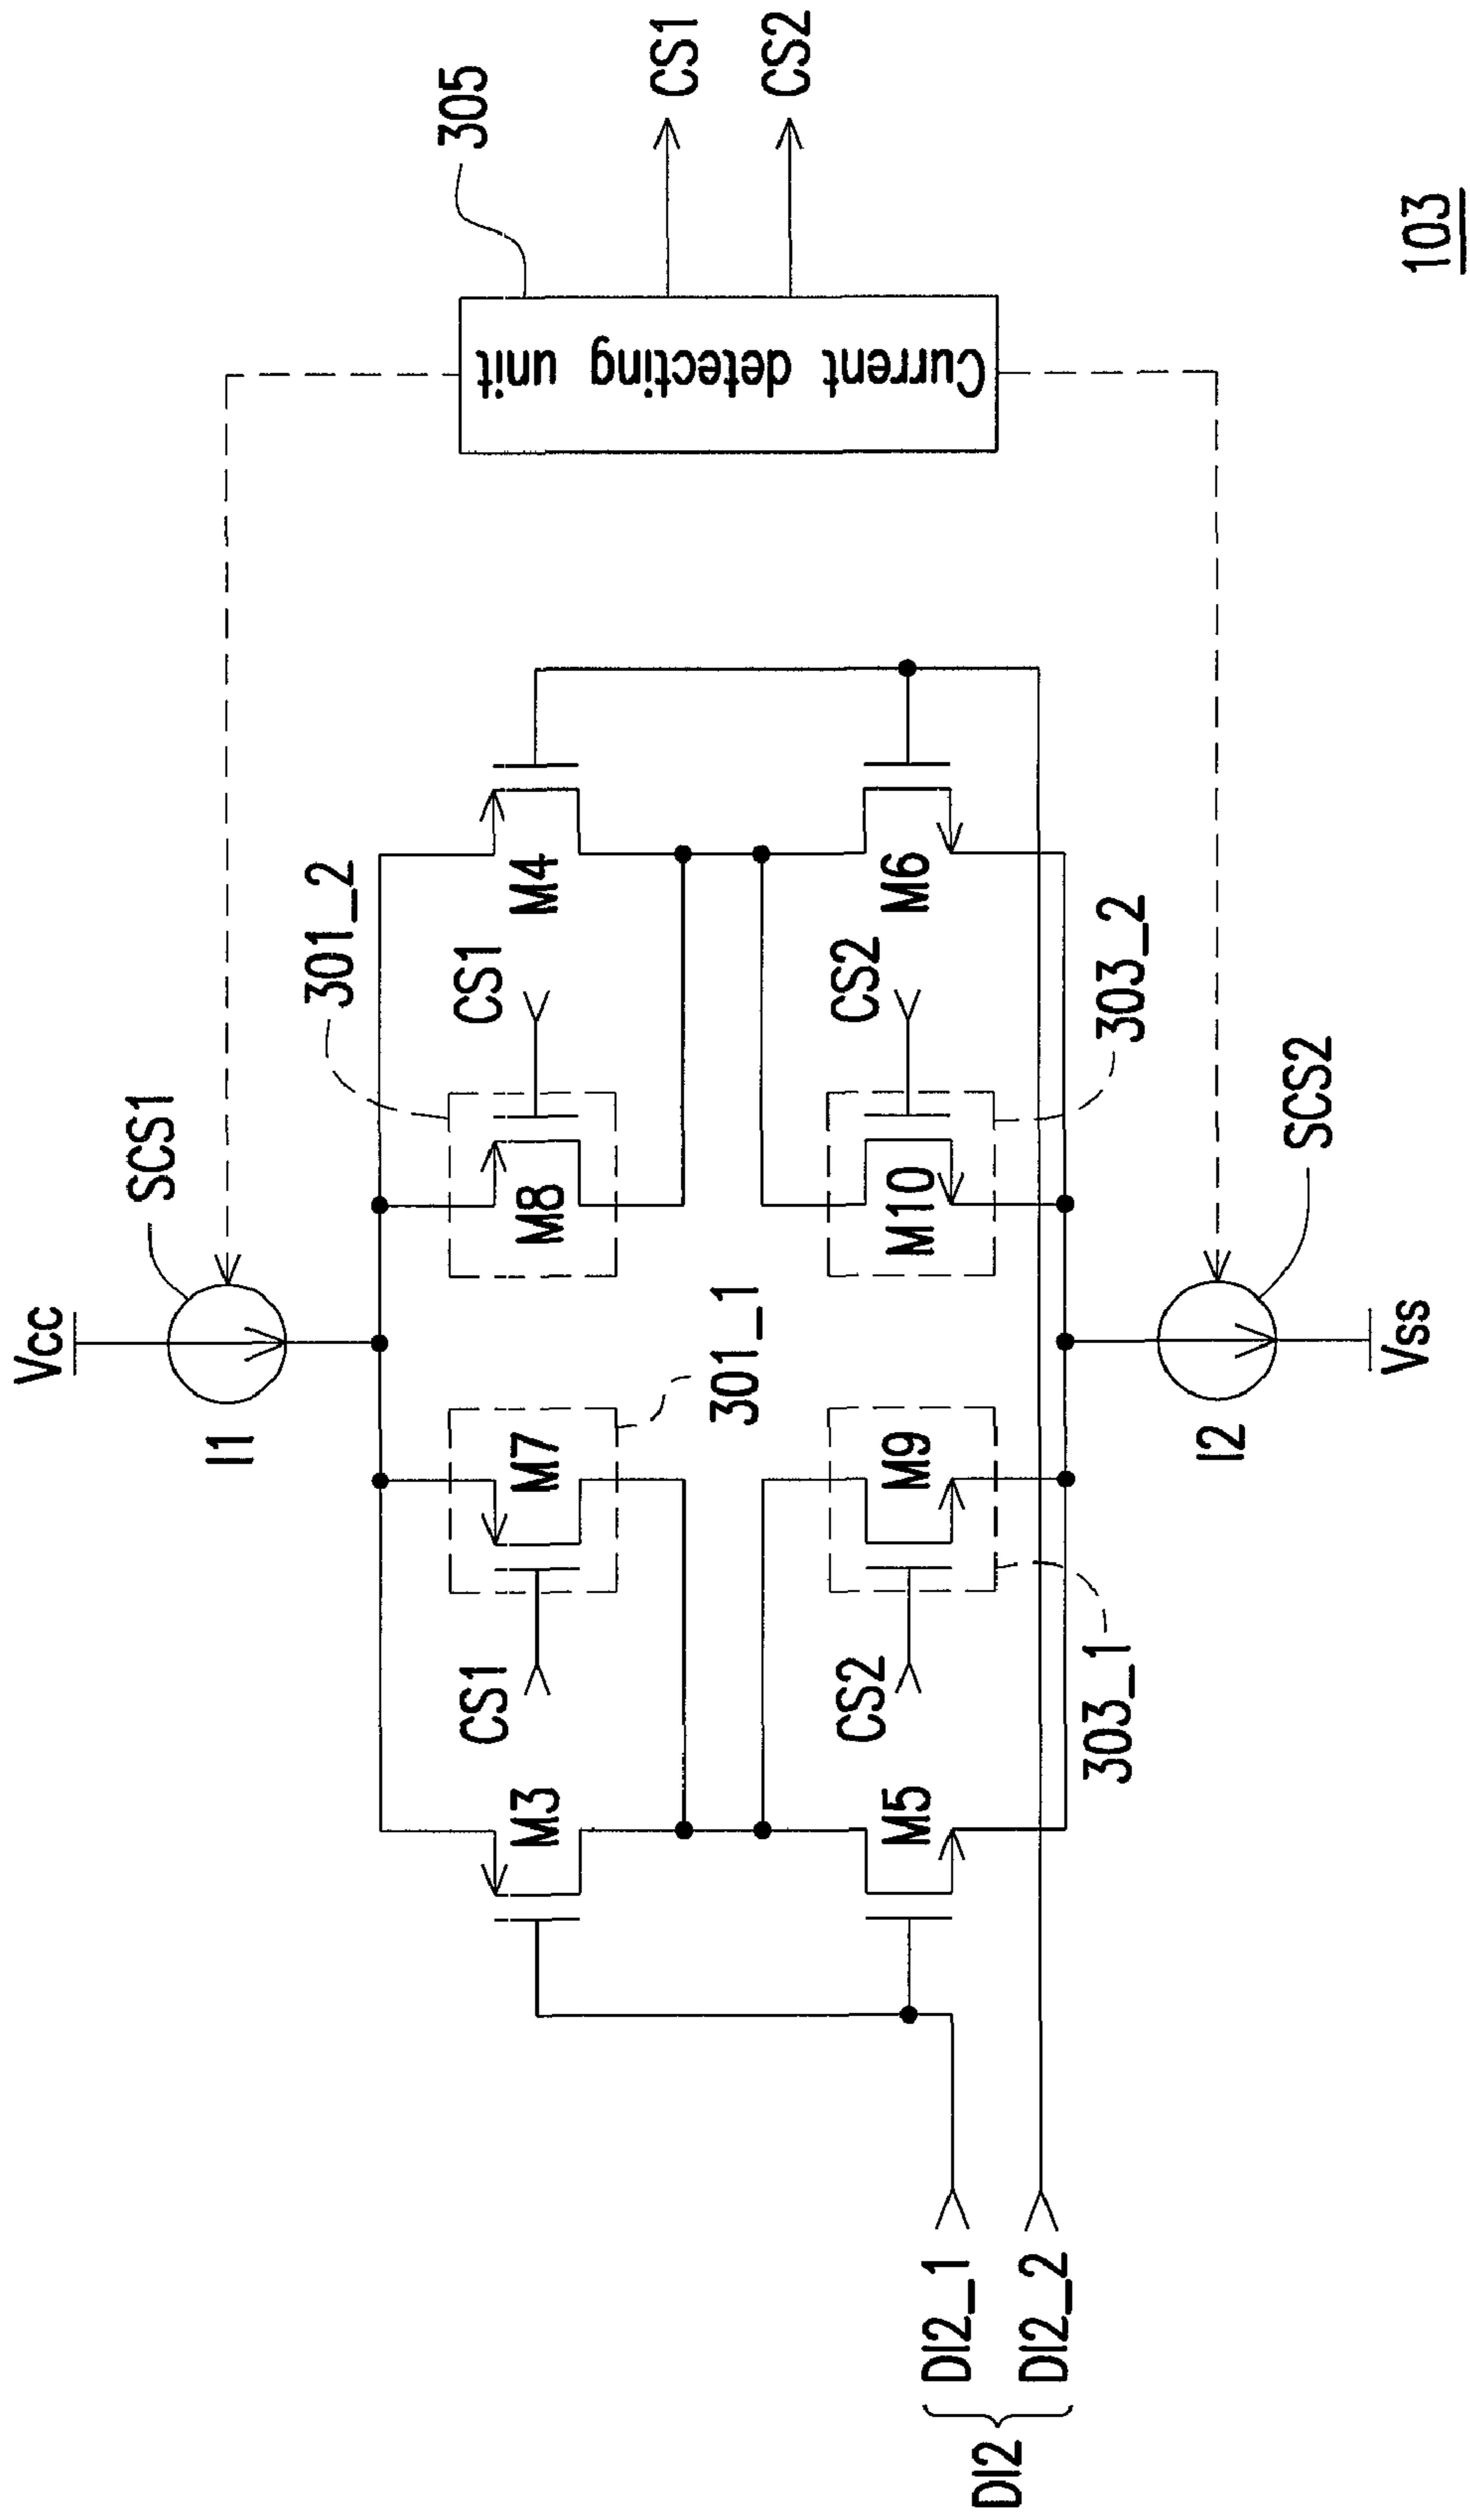 Vcc
I1
SCS1
301_2
CS1
M3
M7
M8
M4
CS1
301_1
305
Current detecting unit
CS1
CS2
CS2
M5
M9
M10
M6
CS2
303_1
303_2
DI2
DI2_1
DI2_2
I2
SCS2
Vss
103